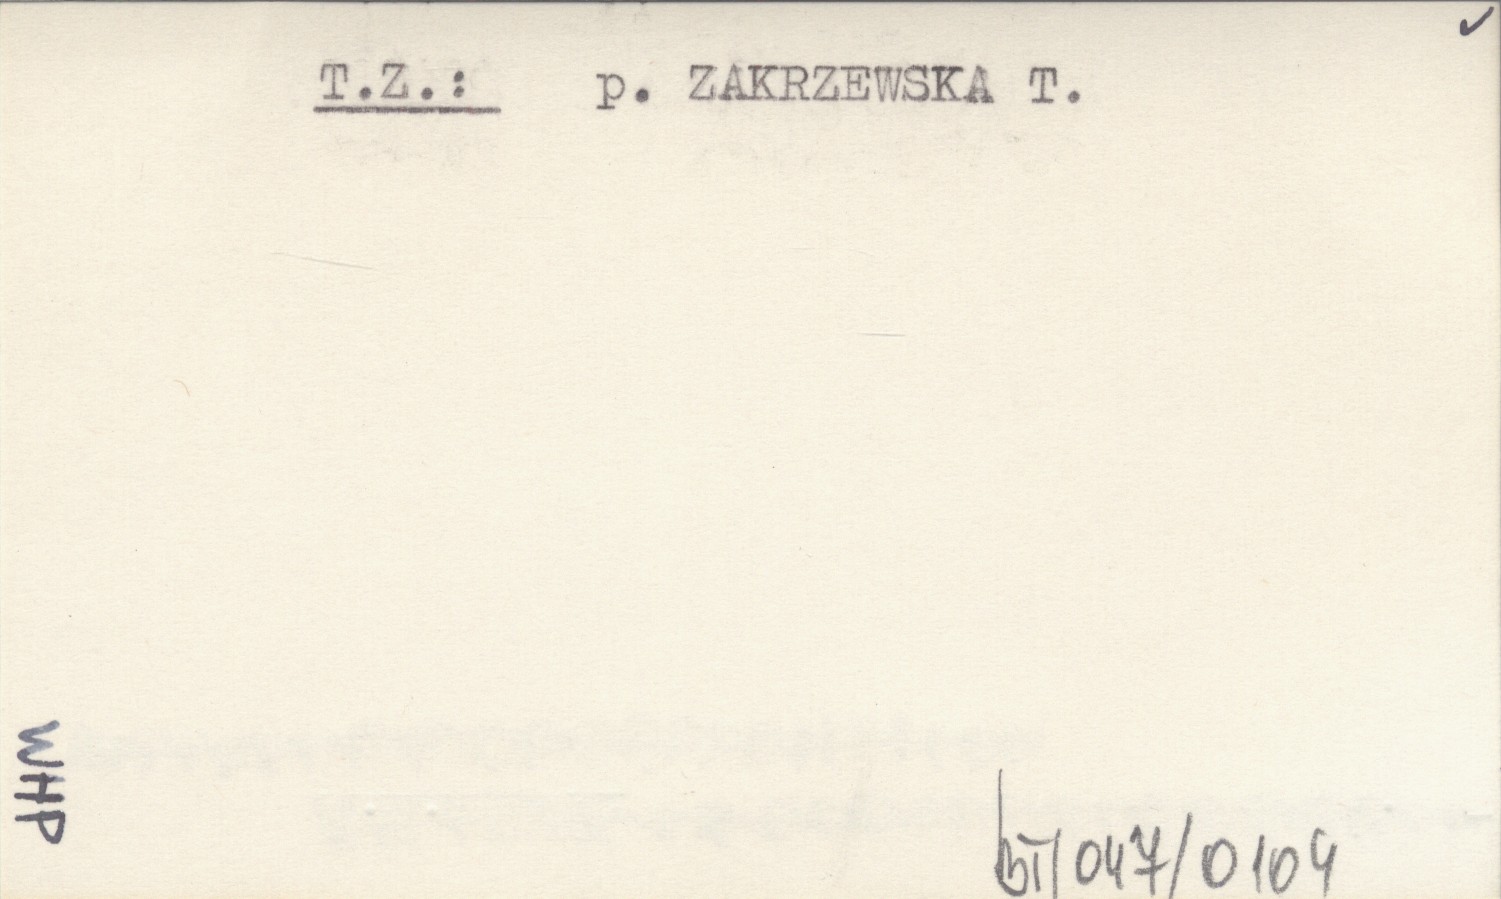 T.Z.: p. ZAKRZEWSKA T.
WHP
BI/047/0104